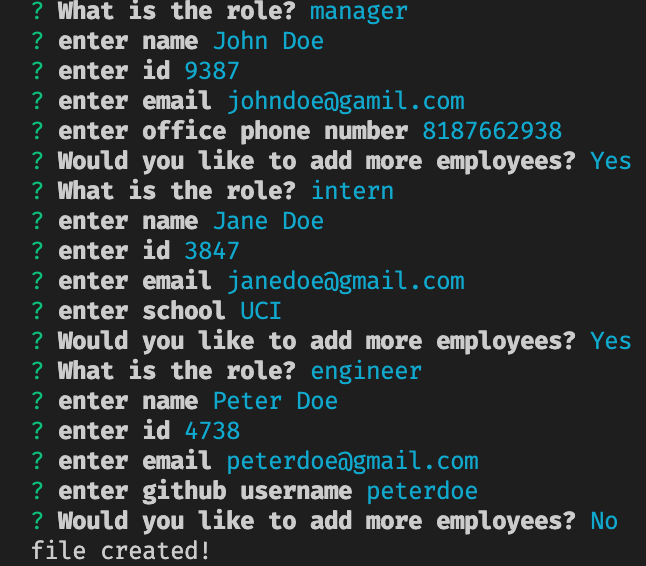 ? What is the role? manager
? enter name John Doe
? enter id 9387
? enter email johndoe@gamil.com
? enter office phone number 8187662938
? Would you like to add more employees? Yes
? What is the role? intern
? enter name Jane Doe
? enter id 3847
? enter email janedoe@gmail.com
? enter school UCI
? Would you like to add more employees? Yes
? What is the role? engineer
? enter name Peter Doe
? enter id 4738
? enter email peterdoe@gmail.com
? enter github username peterdoe
? Would you like to add more employees? No
file created!